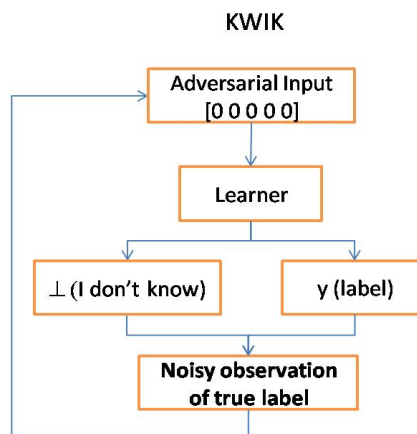 KWIK
Adversarial Input
[0 0 0 0 0]
Learner
⊥ (I don't know)
y (label)
Noisy observation
of true label